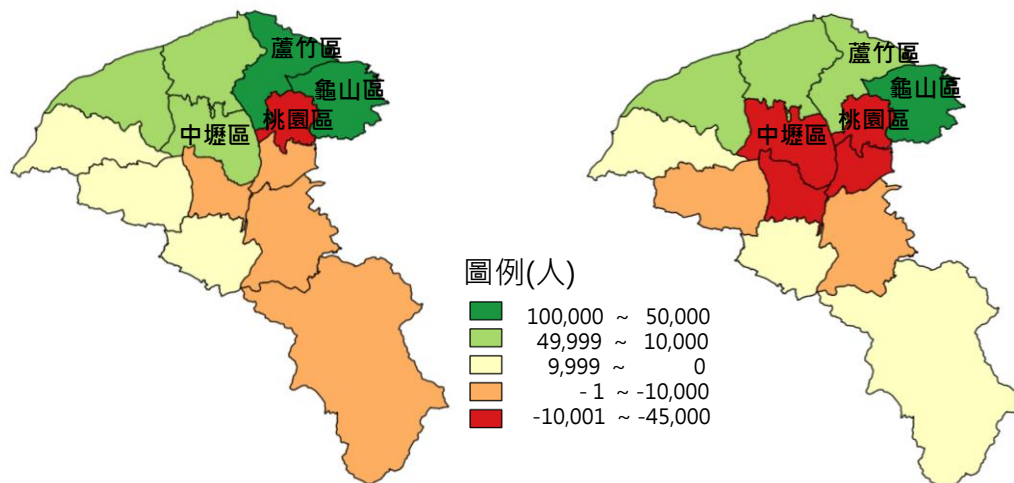 蘆竹區
龜山區
桃園區
中壢區
蘆竹區
龜山區
桃園區
中壢區
圖例(人)
100,000 ~ 50,000
49,999 ~ 10,000
9,999 ~ 0
-1 ~ -10,000
-10,001 ~ -45,000